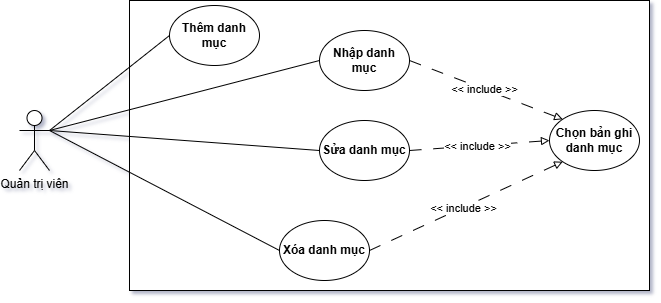 Thêm danh
mục
Nhập danh
mục
<< include >>
Chọn bản ghi
danh mục
Sửa danh mục
<< include >>
Quản trị viên
<< include >>
Xóa danh mục